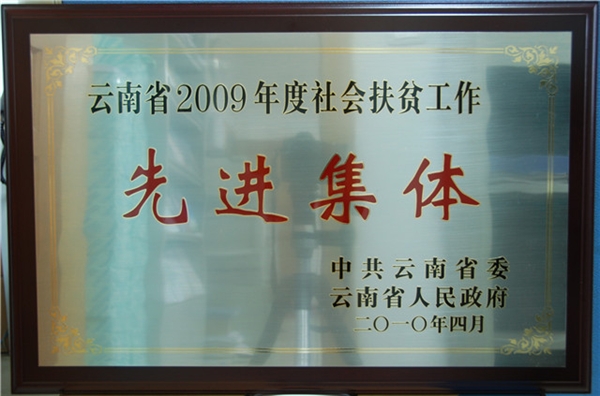 云南省2009年度社会扶贫工作
先进集体
中共云南省委
云南省人民政府
二〇一〇年四月